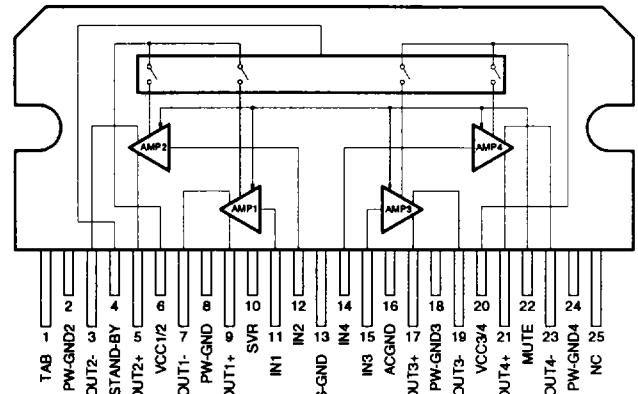 AMP2
AMP4
AMP1
AMP3
2
4
6
8
10
12
14
16
18
20
22
24
1
3
5
7
9
11
13
15
17
19
21
23
25
TAB
PW-GND2
OUT2-
STAND-BY
OUT2+
VCC1/2
OUT1-
PW-GND
OUT1+
SVR
IN1
IN2
S-GND
IN4
IN3
ACGND
OUT3+
PW-GND3
OUT3-
VCC3/4
OUT4+
MUTE
OUT4-
PW-GND4
NC